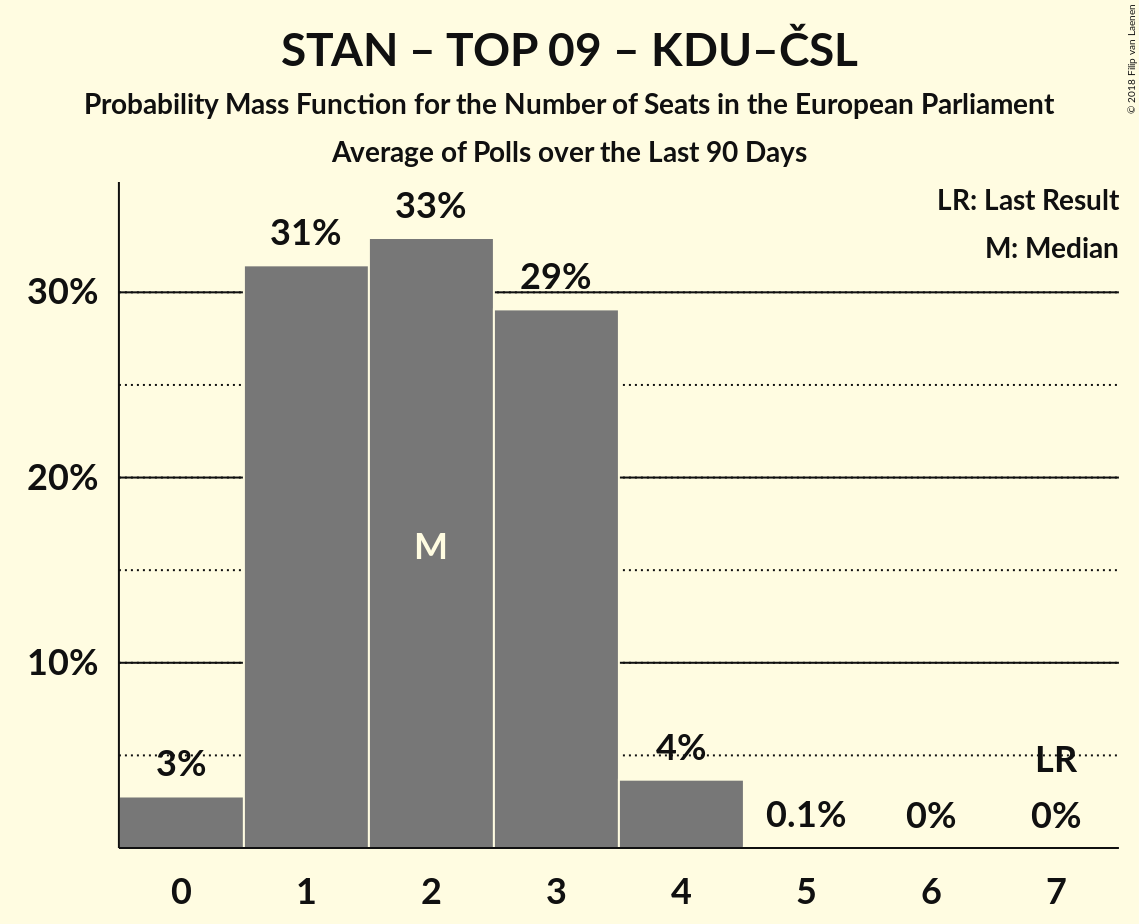 STAN – TOP 09 – KDU–ČSL
Probability Mass Function for the Number of Seats in the European Parliament
Average of Polls over the Last 90 Days
© 2018 Filip van Laenen
LR: Last Result
M: Median
30%
20%
10%
3%
31%
33%
29%
4%
0.1%
0%
0%
LR
M
0 1 2 3 4 5 6 7